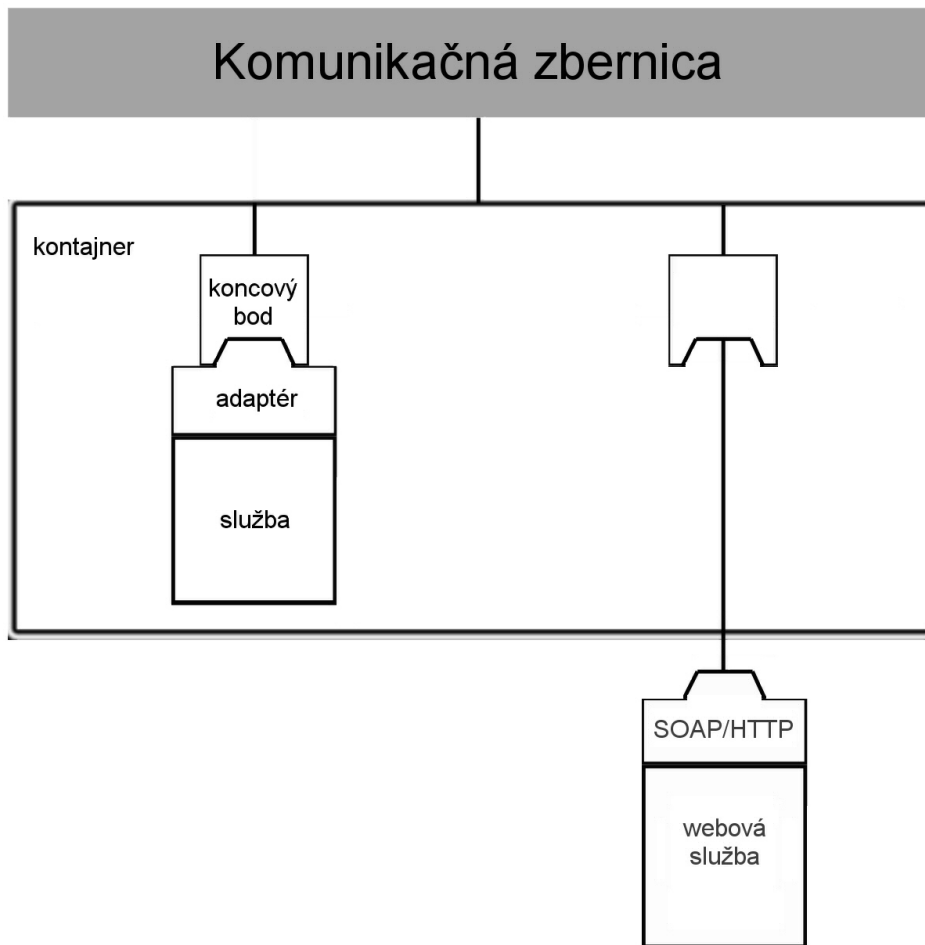 Komunikačná zbernica
kontajner
koncový
bod
adaptér
služba
SOAP/HTTP
webová
služba